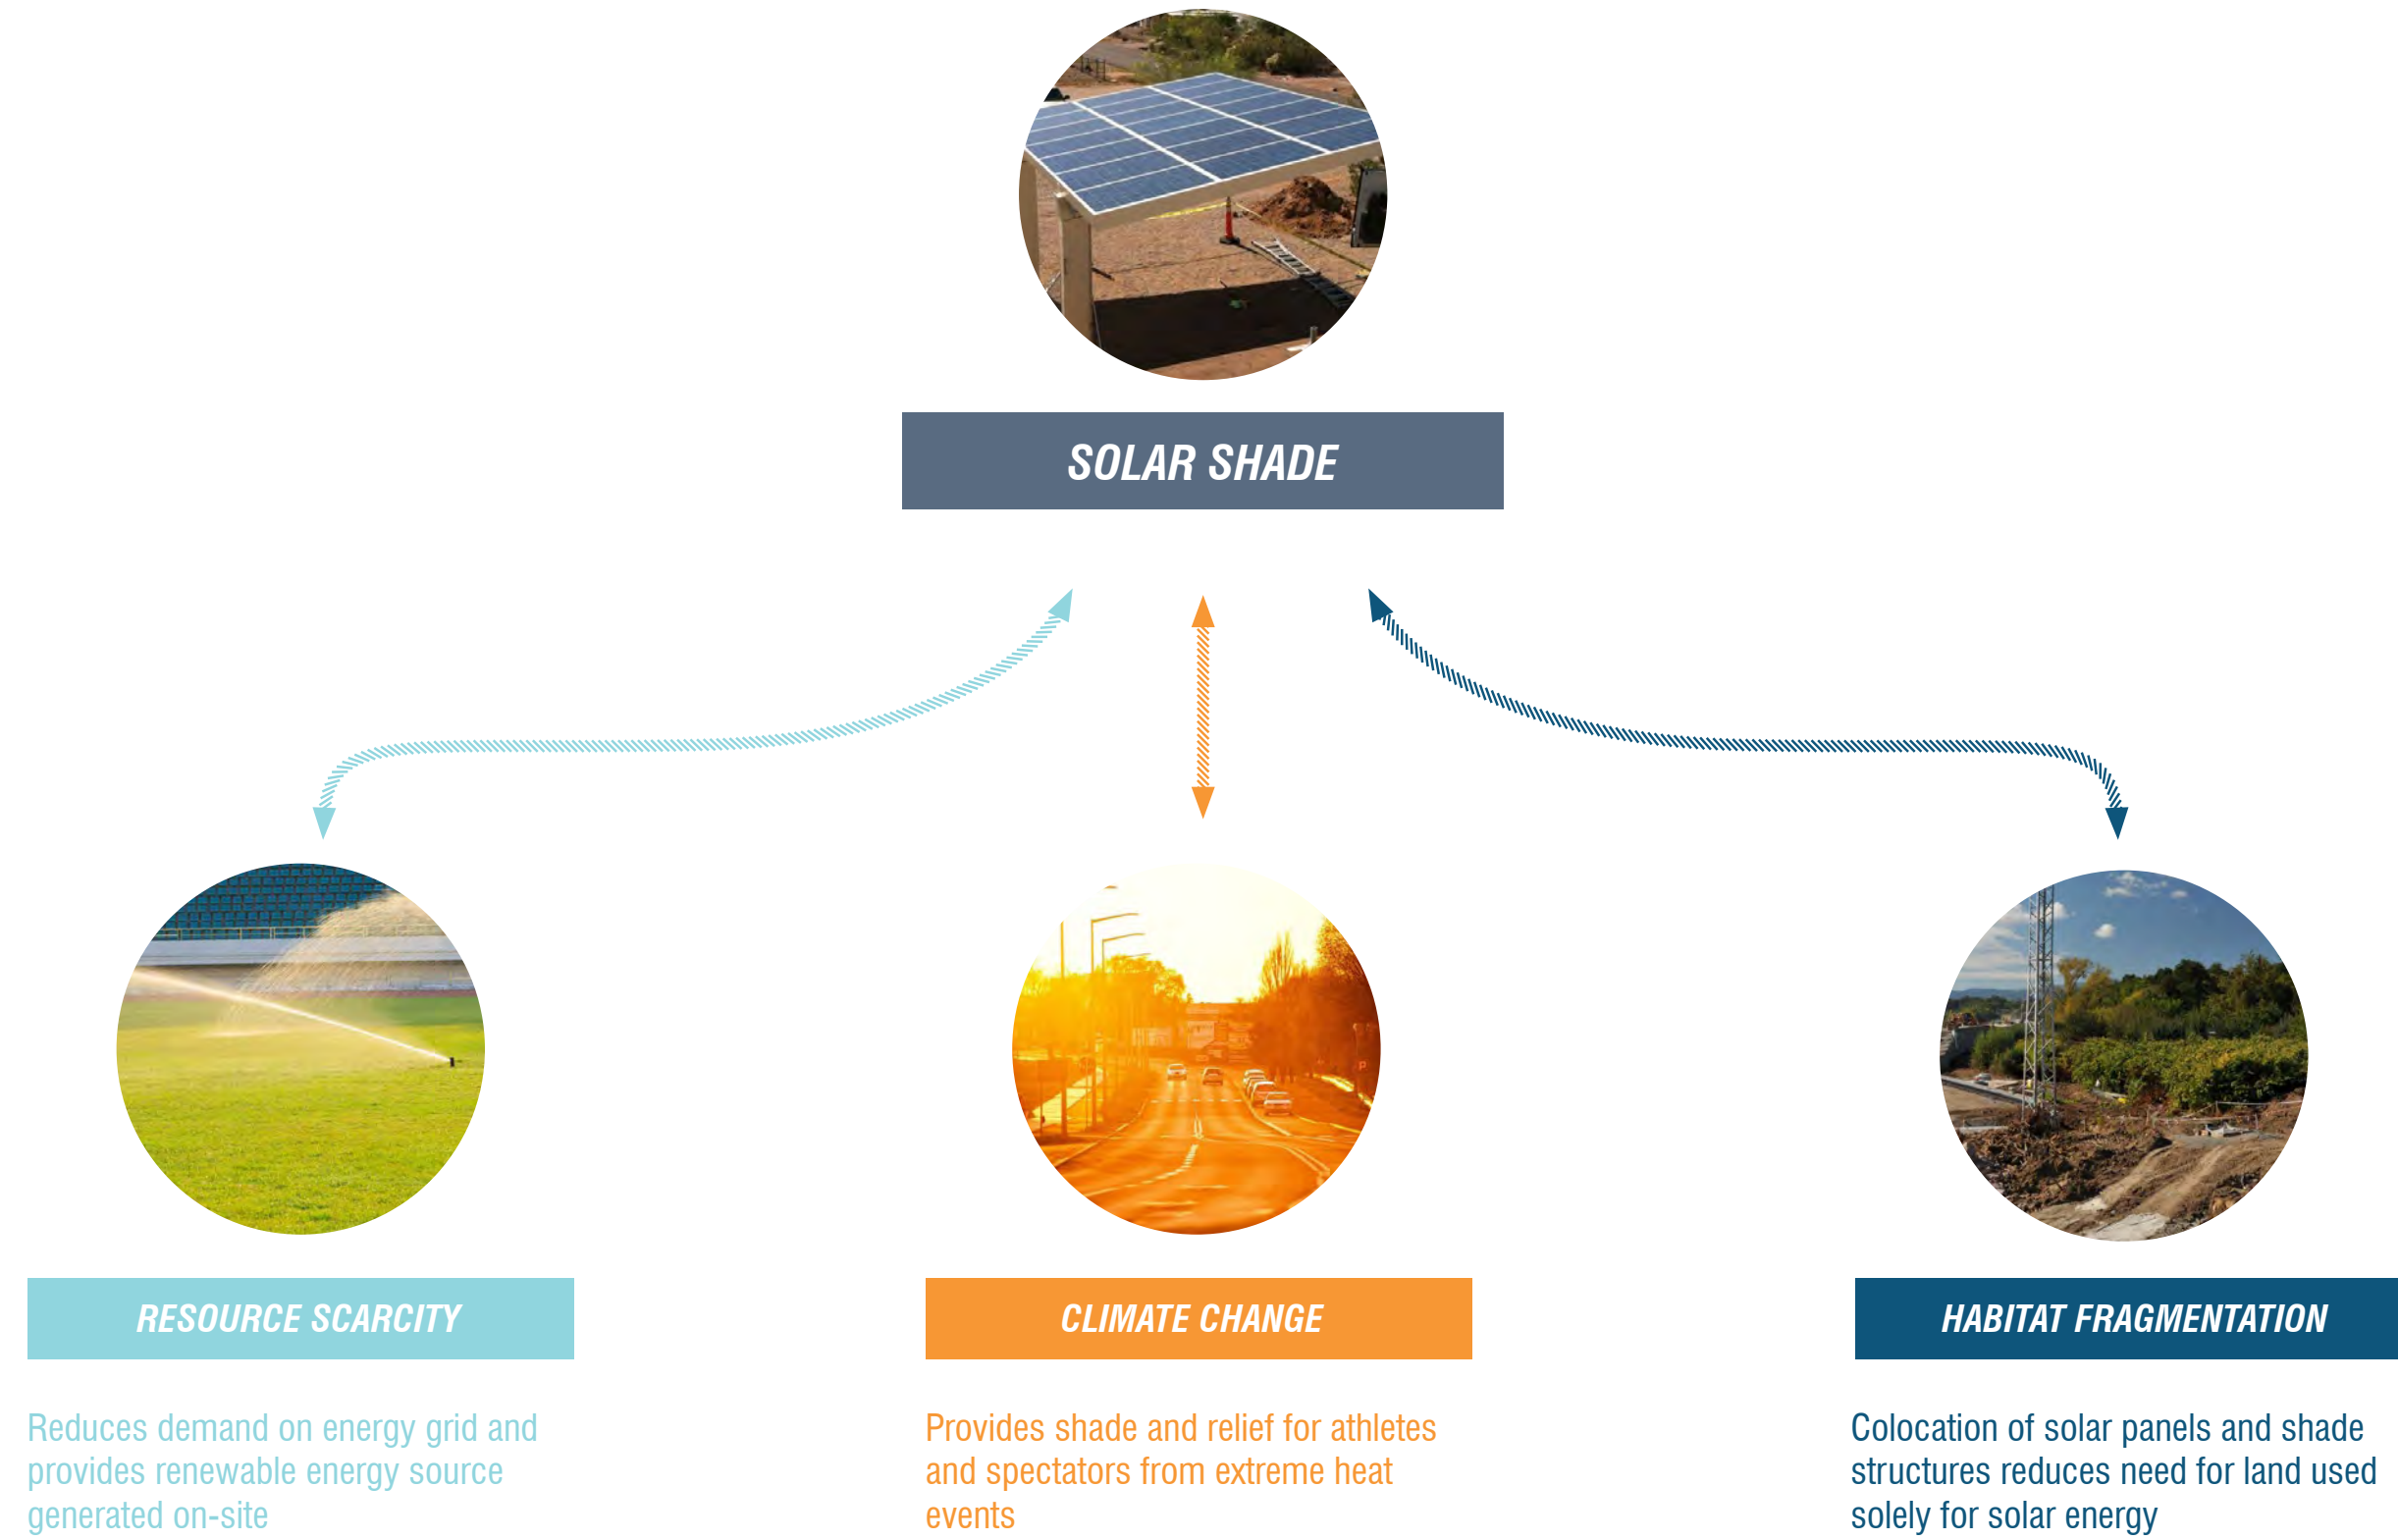 SOLAR SHADE
RESOURCE SCARCITY
Reduces demand on energy grid and
provides renewable energy source
generated on-site
CLIMATE CHANGE
Provides shade and relief for athletes
and spectators from extreme heat
events
HABITAT FRAGMENTATION
Colocation of solar panels and shade
structures reduces need for land used
solely for solar energy